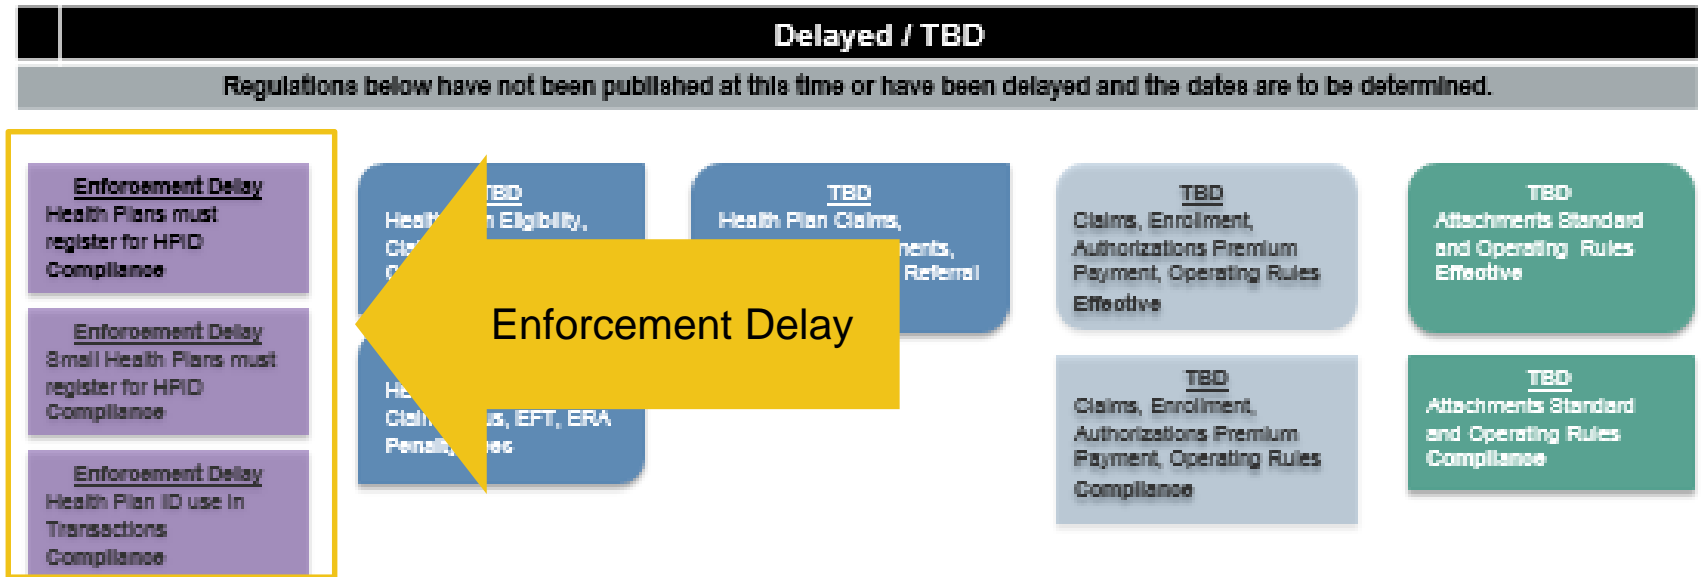 Delayed / TBD
Regulations below have not been published at this time or have been delayed and the dates are to be determined.
Enforcement Delay
Health Plans must
register for HPID
Compliance
Enforcement Delay
Small Health Plans must
register for HPID
Compliance
Enforcement Delay
Health Plan ID use in
Transactions
Compliance
Eligibility,
EFT, ERA
TBD
Health Plan Claims,
Referral
Enforcement Delay
TBD
Claims, Enrollment,
Authorizations Premium
Payment, Operating Rules
Effective
TBD
Claims, Enrollment,
Authorizations Premium
Payment, Operating Rules
Compliance
TBD
Attachments Standard
and Operating Rules
Effective
TBD
Attachments Standard
and Operating Rules
Compliance